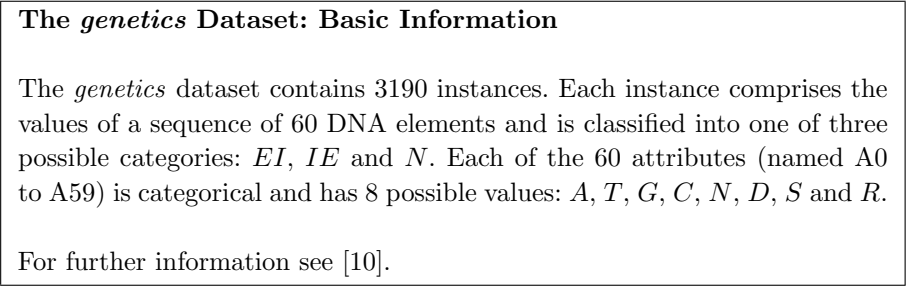 The genetics Dataset: Basic Information
The genetics dataset contains 3190 instances. Each instance comprises the
values of a sequence of 60 DNA elements and is classified into one of three
possible categories: EI, IE and N. Each of the 60 attributes (named A0
to A59) is categorical and has 8 possible values: A, T, G, C, N, D, S and R.
For further information see [10].